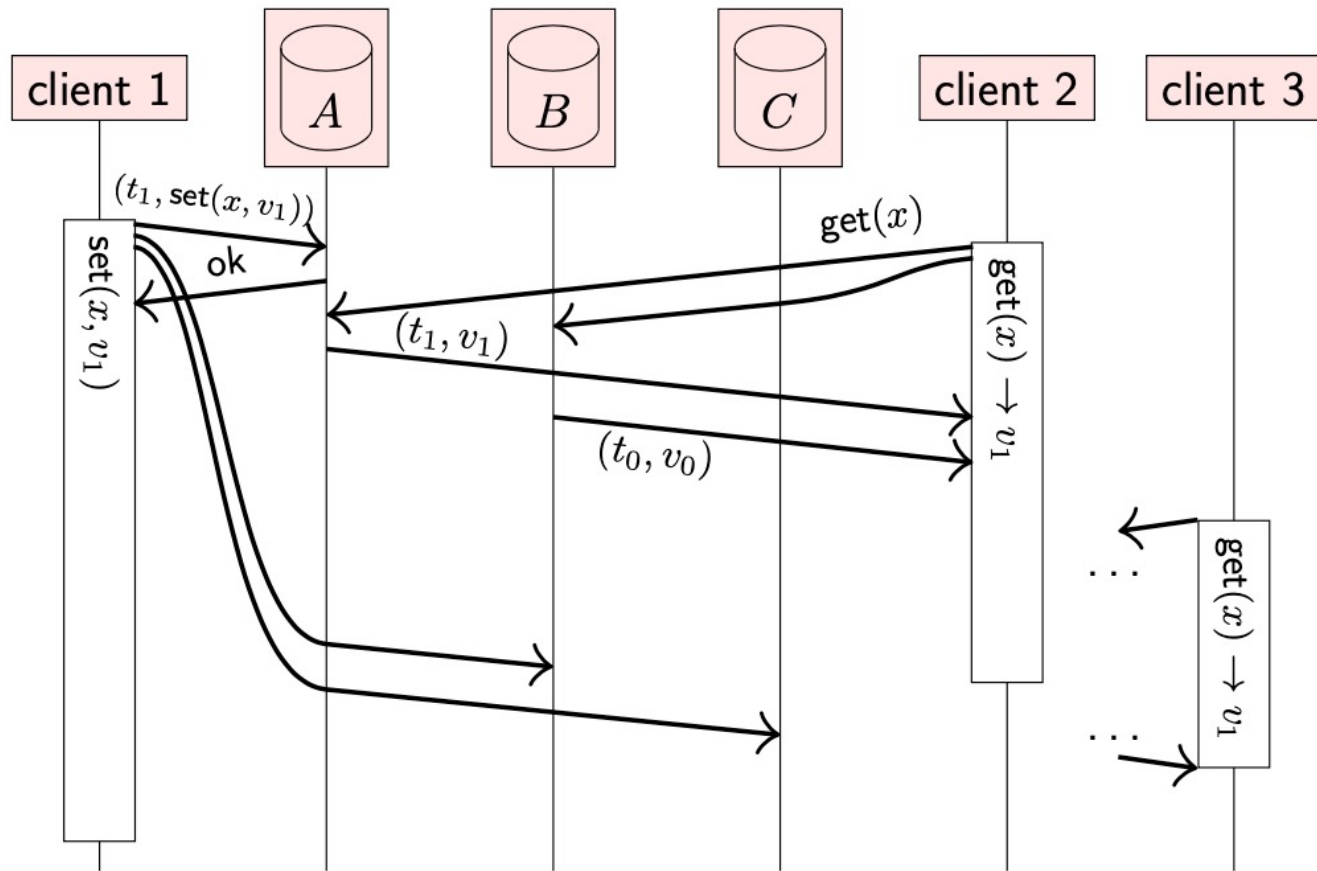 client 1
A
B
C
client 2
client 3
(t₁, set(x, v₁))
get(x)
ok
set(x, v₁)
get(x) → v₁
(t₁, v₁)
(t₀, v₀)
get(x) → v₁
...
...